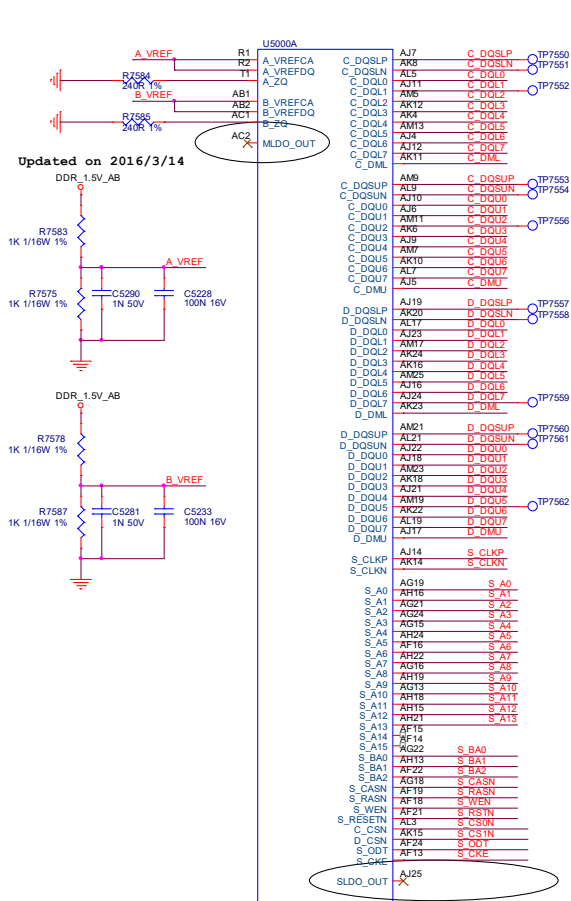 U5000A
A_VREF R1 A_VREFCA
R2 A_VREFDQ
R7584 T1 A_ZQ
240R 1%
B_VREF AB1 B_VREFCA
AB2 B_VREFDQ
R7585 AC1 B_ZQ
240R 1%
AC2 MLDO_OUT
Updated on 2016/3/14
DDR_1.5V_AB
R7583
1K 1/16W 1%
A_VREF
R7575
1K 1/16W 1%
C5290
1N 50V
C5228
100N 16V
DDR_1.5V_AB
R7578
1K 1/16W 1%
B_VREF
R7587
1K 1/16W 1%
C5281
1N 50V
C5233
100N 16V
C_DQSLP AJ7 C_DQSLP TP7550
C_DQSLN AK8 C_DQSLN TP7551
C_DQL0 AL5 C_DQL0
C_DQL1 AJ11 C_DQL1 TP7552
C_DQL2 AM5 C_DQL2
C_DQL3 AK12 C_DQL3
C_DQL4 AK4 C_DQL4
C_DQL5 AM13 C_DQL5
C_DQL6 AJ4 C_DQL6
C_DQL7 AJ12 C_DQL7
C_DML AK11 C_DML
C_DQSUP AM9 C_DQSUP TP7553
C_DQSUN AL9 C_DQSUN TP7554
C_DQU0 AJ10 C_DQU0
C_DQU1 AJ6 C_DQU1
C_DQU2 AM11 C_DQU2 TP7556
C_DQU3 AK6 C_DQU3
C_DQU4 AJ9 C_DQU4
C_DQU5 AM7 C_DQU5
C_DQU6 AK10 C_DQU6
C_DQU7 AL7 C_DQU7
C_DMU AJ5 C_DMU
D_DQSLP AJ19 D_DQSLP TP7557
D_DQSLN AK20 D_DQSLN TP7558
D_DQL0 AL17 D_DQL0
D_DQL1 AJ23 D_DQL1
D_DQL2 AM17 D_DQL2
D_DQL3 AK24 D_DQL3
D_DQL4 AK16 D_DQL4
D_DQL5 AM25 D_DQL5
D_DQL6 AJ16 D_DQL6
D_DQL7 AJ24 D_DQL7 TP7559
D_DML AK23 D_DML
D_DQSUP AM21 D_DQSUP TP7560
D_DQSUN AL21 D_DQSUN TP7561
D_DQU0 AJ22 D_DQU0
D_DQU1 AJ18 D_DQU1
D_DQU2 AM23 D_DQU2
D_DQU3 AK18 D_DQU3
D_DQU4 AJ21 D_DQU4
D_DQU5 AM19 D_DQU5 TP7562
D_DQU6 AK22 D_DQU6
D_DQU7 AL19 D_DQU7
D_DMU AJ17 D_DMU
S_CLKP AJ14 S_CLKP
S_CLKN AK14 S_CLKN
S_A0 AG19 S_A0
S_A1 AH16 S_A1
S_A2 AG21 S_A2
S_A3 AG24 S_A3
S_A4 AG15 S_A4
S_A5 AH24 S_A5
S_A6 AF16 S_A6
S_A7 AH22 S_A7
S_A8 AG16 S_A8
S_A9 AH19 S_A9
S_A10 AG13 S_A10
S_A11 AH18 S_A11
S_A12 AH15 S_A12
S_A13 AH21 S_A13
S_A14 AF15
S_A15 AF14
S_BA0 AG22 S_BA0
S_BA1 AH13 S_BA1
S_BA2 AF22 S_BA2
S_CASN AG18 S_CASN
S_RASN AF19 S_RASN
S_WEN AF18 S_WEN
S_RESETN AF21 S_RSTN
C_CSN AL3 S_CS0N
D_CSN AK15 S_CS1N
S_ODT AF24 S_ODT
S_CKE AF13 S_CKE
SLDO_OUT AJ25